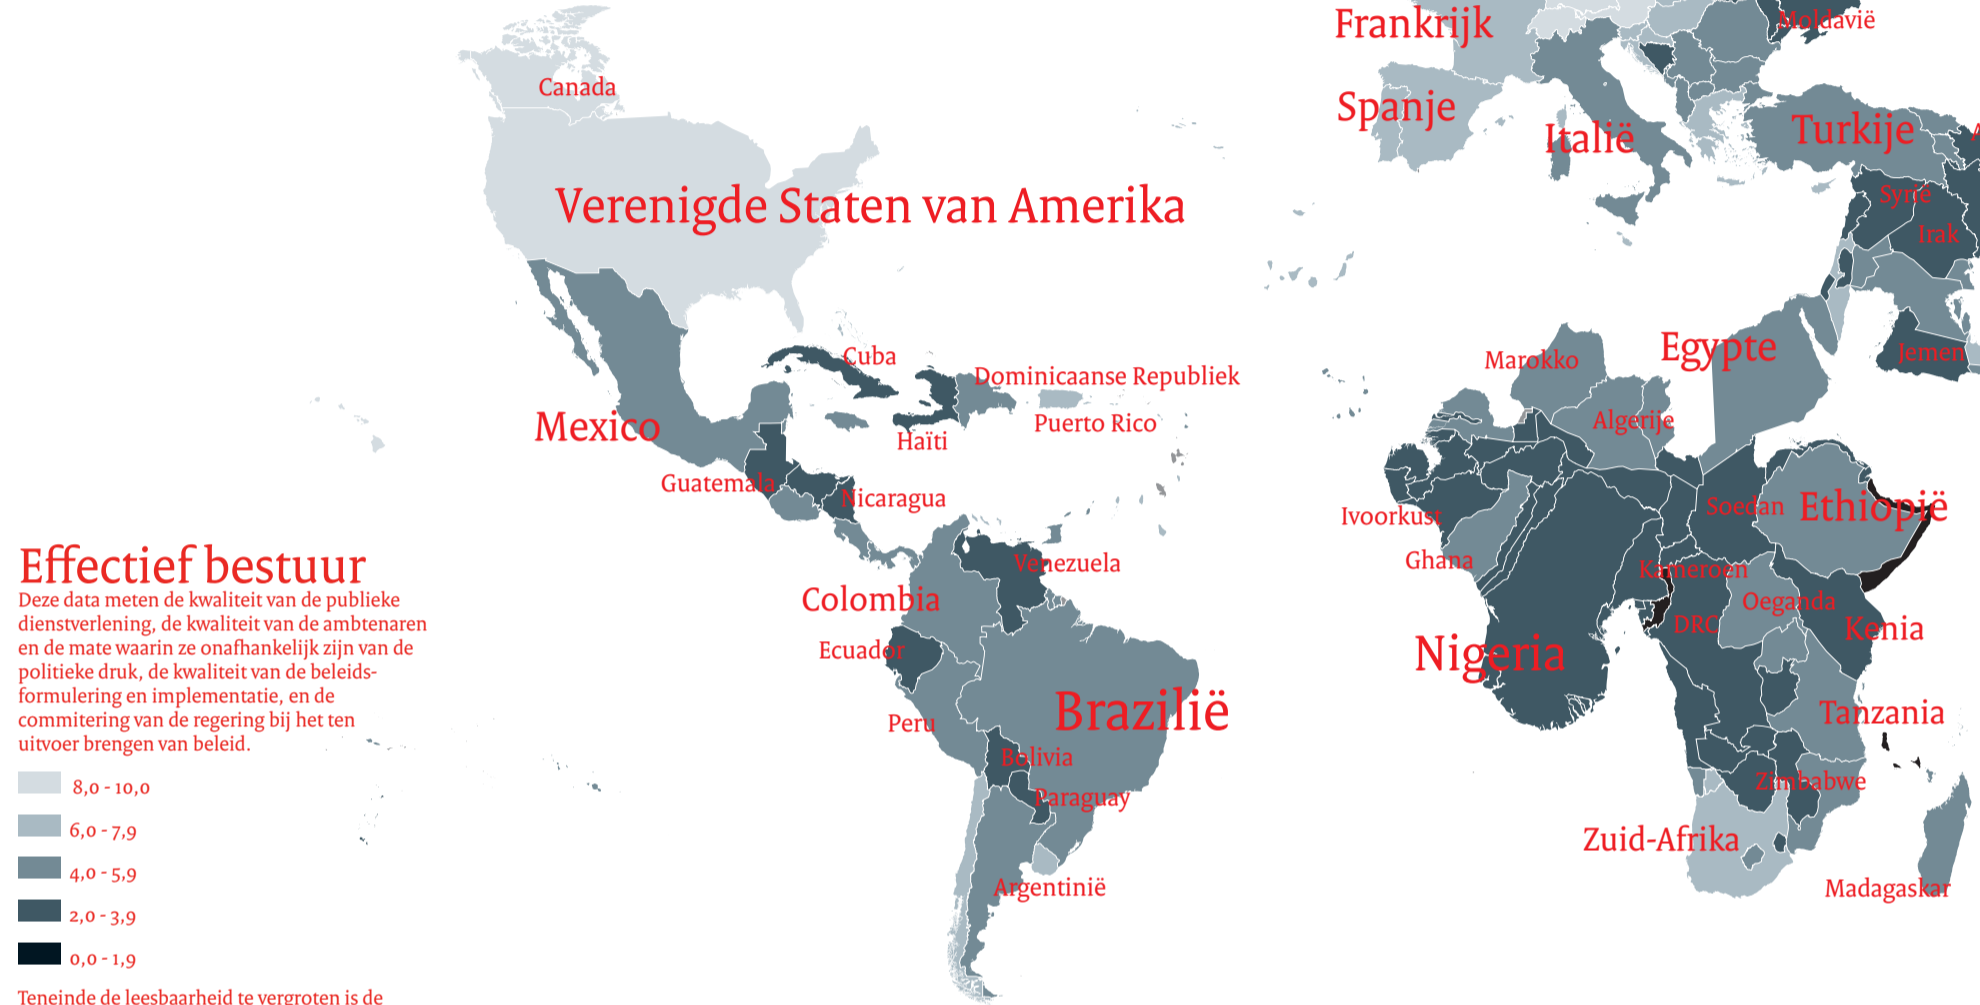 Frankrijk
Moldavië
Canada
Spanje
Italië
Turkije
Syrië
Verenigde Staten van Amerika
Irak
Cuba
Dominicaanse Republiek
Marokko
Egypte
Jemen
Mexico
Haïti
Puerto Rico
Algerije
Guatemala
Nicaragua
Ivoorkust
Soedan
Ethiopië
Ghana
Venezuela
Kameroen
Colombia
Oeganda
Ecuador
DRC
Kenia
Nigeria
Peru
Brazilië
Tanzania
Bolivia
Paraguay
Zimbabwe
Zuid-Afrika
Argentinië
Madagaskar
Effectief bestuur
Deze data meten de kwaliteit van de publieke
dienstverlening, de kwaliteit van de ambtenaren
en de mate waarin ze onafhankelijk zijn van de
politieke druk, de kwaliteit van de beleids-
formulering en implementatie, en de
commitering van de regering bij het ten
uitvoer brengen van beleid.
8,0 - 10,0
6,0 - 7,9
4,0 - 5,9
2,0 - 3,9
0,0 - 1,9
Teneinde de leesbaarheid te vergroten is de